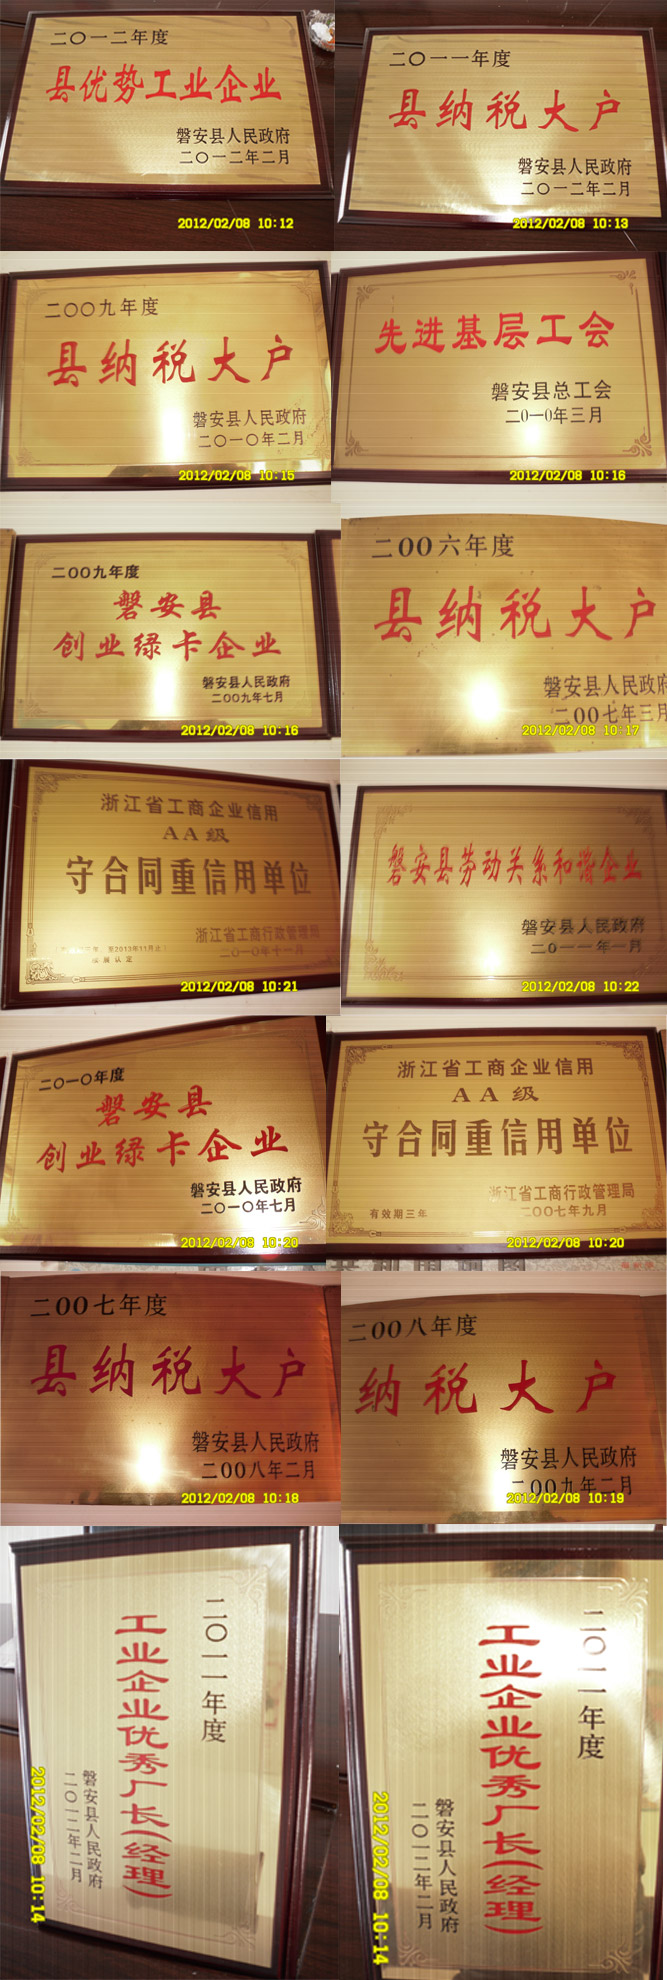 二〇一二年度
县优势工业企业
磐安县人民政府
二〇一二年二月
2012/02/08 10:12
二〇一一年度
县纳税大户
磐安县人民政府
二〇一二年二月
2012/02/08 10:13
二〇〇九年度
县纳税大户
磐安县人民政府
二〇一〇年二月
2012/02/08 10:15
先进基层工会
磐安县总工会
二〇一〇年三月
2012/02/08 10:16
二〇〇九年度
磐安县
创业绿卡企业
磐安县人民政府
二〇〇九年七月
2012/02/08 10:16
二〇〇六年度
县纳税大户
磐安县人民政府
二〇〇七年三月
2012/02/08 10:17
浙江省工商企业信用
AA级
守合同重信用单位
浙江省工商行政管理局
二〇一〇年十一月
至2013年11月止)
2012/02/08 10:21
磐安县劳动关系和谐企业
磐安县人民政府
二〇一一年一月
2012/02/08 10:22
二〇一〇年度
磐安县
创业绿卡企业
磐安县人民政府
二〇一〇年七月
2012/02/08 10:20
浙江省工商企业信用
AA级
守合同重信用单位
浙江省工商行政管理局
有效期三年
二〇〇七年九月
2012/02/08 10:20
二〇〇七年度
县纳税大户
磐安县人民政府
二〇〇八年二月
2012/02/08 10:18
二〇〇八年度
纳税大户
磐安县人民政府
二〇〇九年二月
2012/02/08 10:19
二〇一一年度
工业企业优秀厂长(经理)
磐安县人民政府
二〇一二年二月
2012/02/08 10:14
二〇一一年度
工业企业优秀厂长(经理)
磐安县人民政府
二〇一二年二月
2012/02/08 10:14